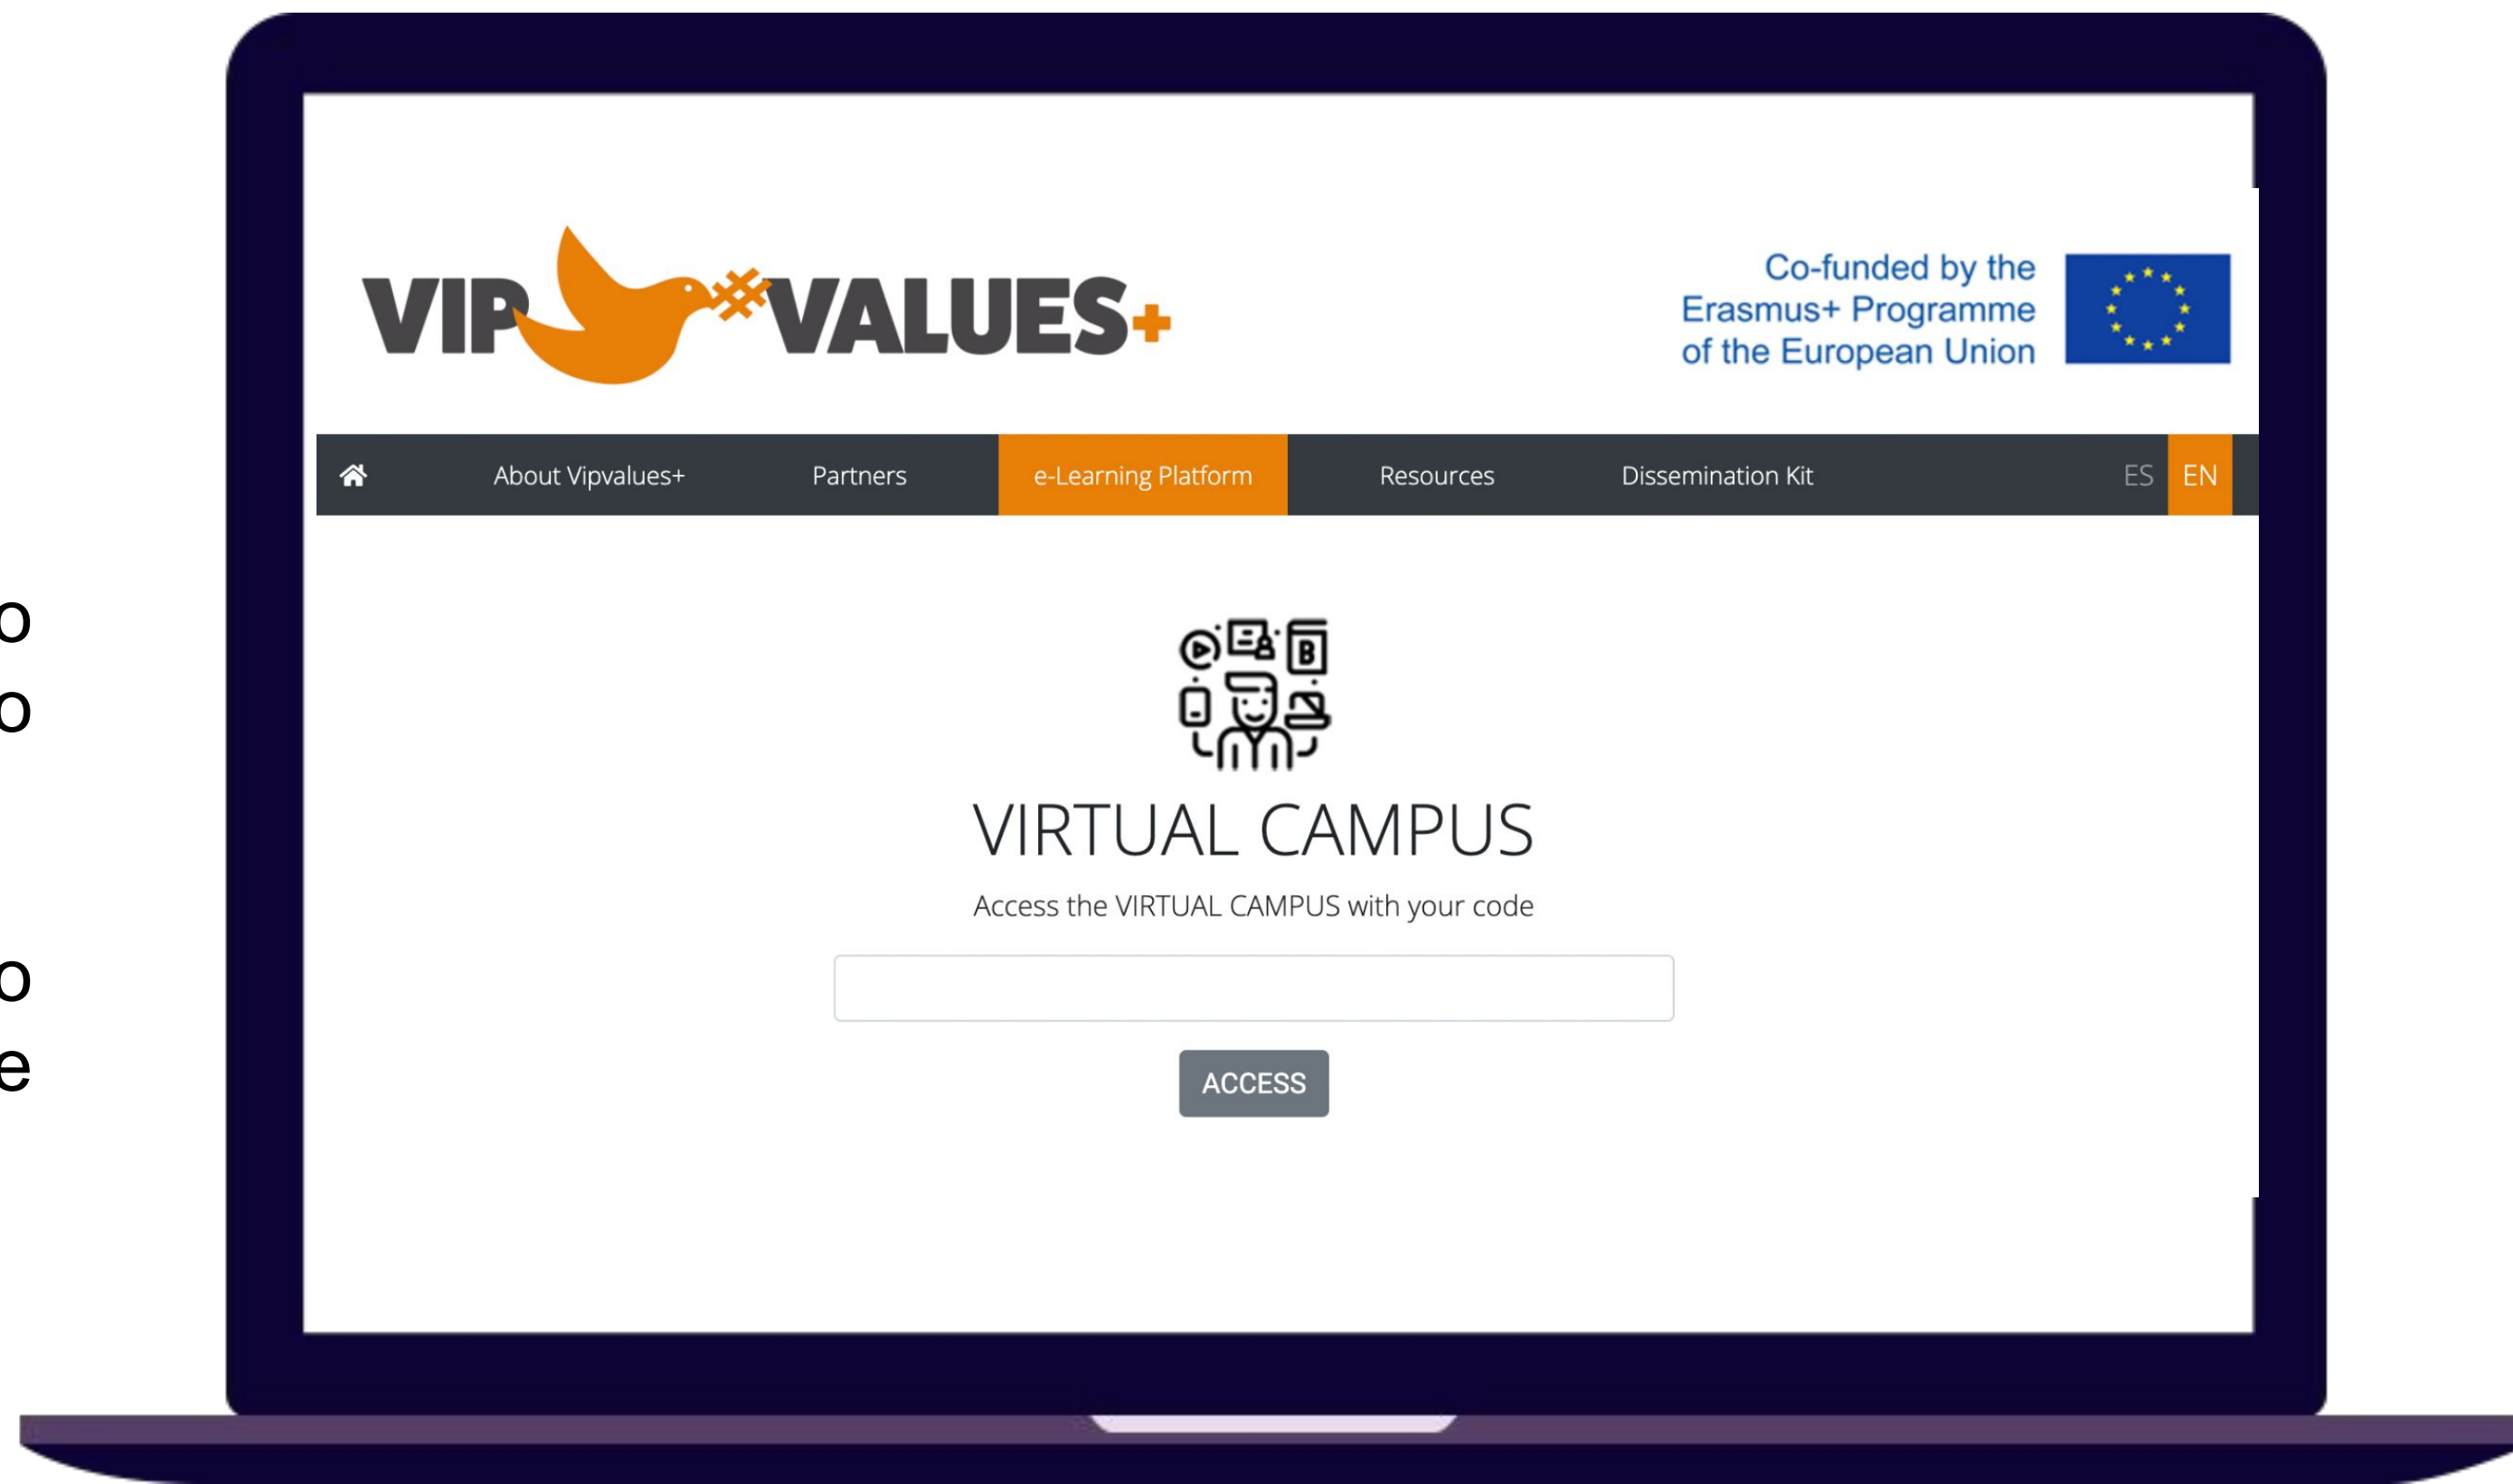 VIP VALUES+
Co-funded by the
Erasmus+ Programme
of the European Union
About Vipvalues+ Partners e-Learning Platform Resources Dissemination Kit ES EN
B
VIRTUAL CAMPUS
Access the VIRTUAL CAMPUS with your code
ACCESS